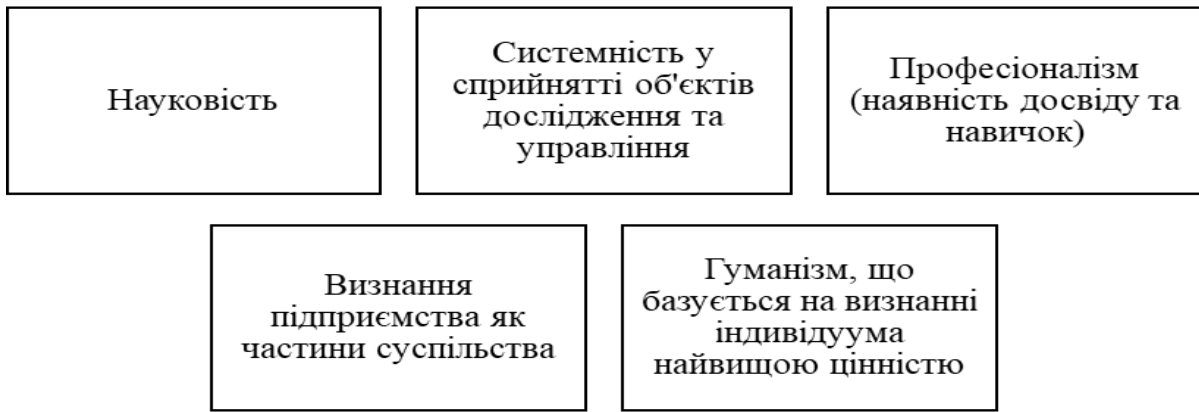 Науковість
Системність у
сприйнятті об'єктів
дослідження та
управління
Професіоналізм
(наявність досвіду та
навичок)
Визнання
підприємства як
частини суспільства
Гуманізм, що
базується на визнанні
індивідуума
найвищою цінністю